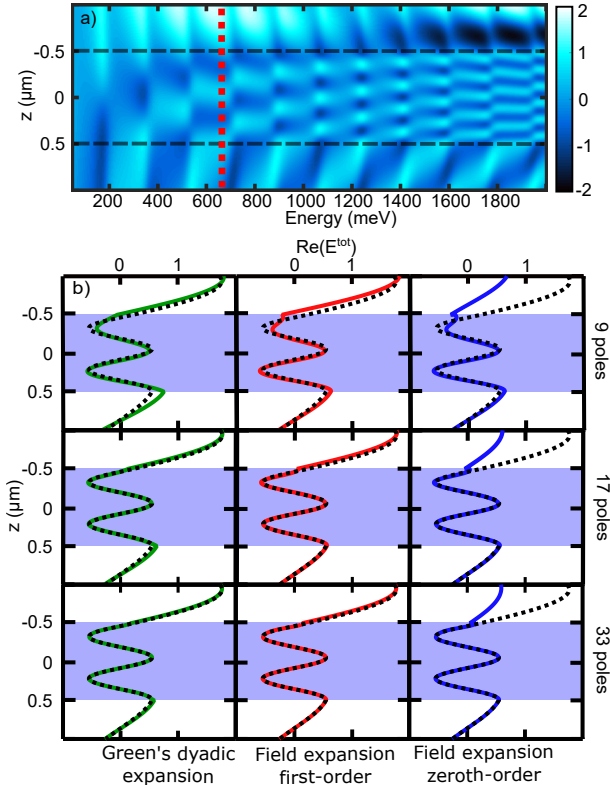 a)
2
1
0
-1
-2
z (µm)
-0.5
0
0.5
200 400 600 800 1000 1200 1400 1600 1800
Energy (meV)
Re(E^tot)
0 1 0 1 0 1
b)
-0.5
0
0.5
9 poles
z (µm)
-0.5
0
0.5
17 poles
-0.5
0
0.5
33 poles
Green's dyadic
expansion
Field expansion
first-order
Field expansion
zeroth-order